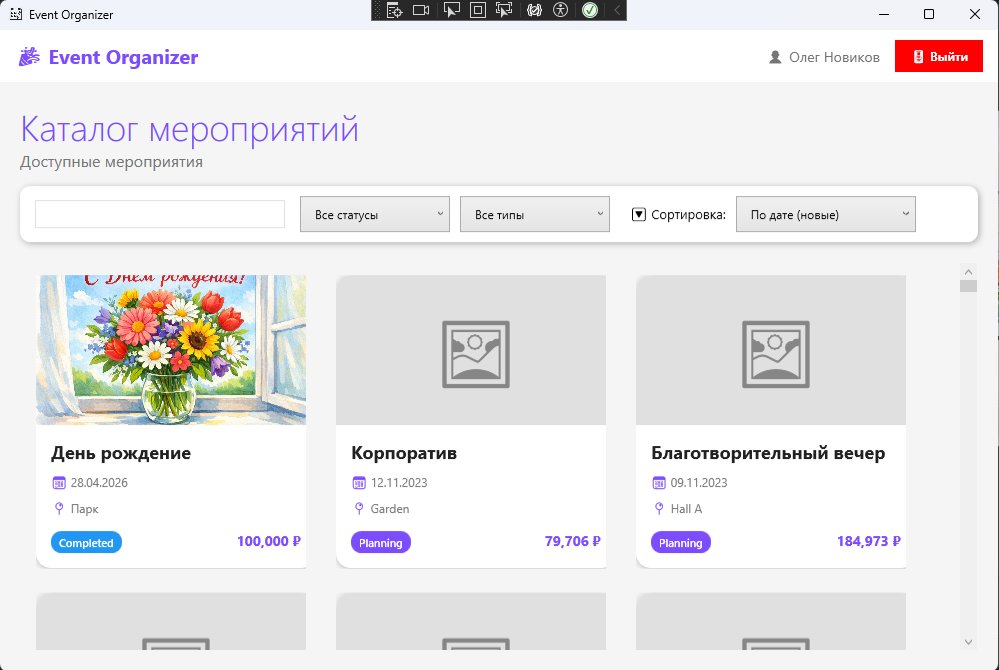 Event Organizer
Event Organizer
Олег Новиков
Выйти
Каталог мероприятий
Доступные мероприятия
Все статусы
Все типы
Сортировка:
По дате (новые)
С Днем рождения!
День рождение
28.04.2026
Парк
Completed
100,000 ₽
Корпоратив
12.11.2023
Garden
Planning
79,706 ₽
Благотворительный вечер
09.11.2023
Hall A
Planning
184,973 ₽